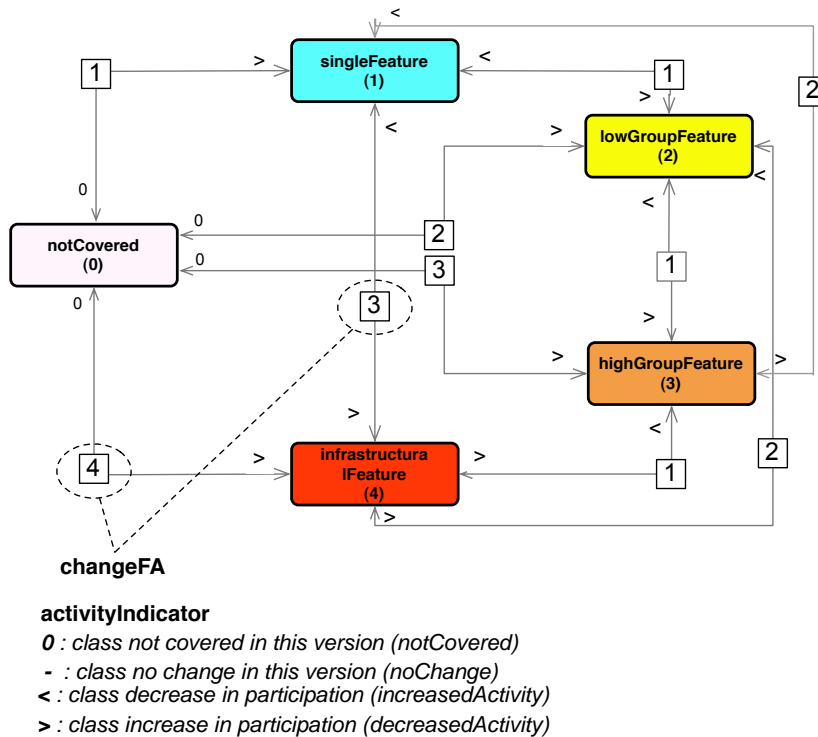 <
1
>
singleFeature
(1)
<
1
2
>
<
>
lowGroupFeature
(2)
<
0
0
2
<
notCovered
(0)
0
3
1
0
3
>
>
highGroupFeature
(3)
>
>
<
4
>
infrastructura
lFeature
(4)
>
1
2
>
changeFA
activityIndicator
0 : class not covered in this version (notCovered)
- : class no change in this version (noChange)
< : class decrease in participation (increasedActivity)
> : class increase in participation (decreasedActivity)